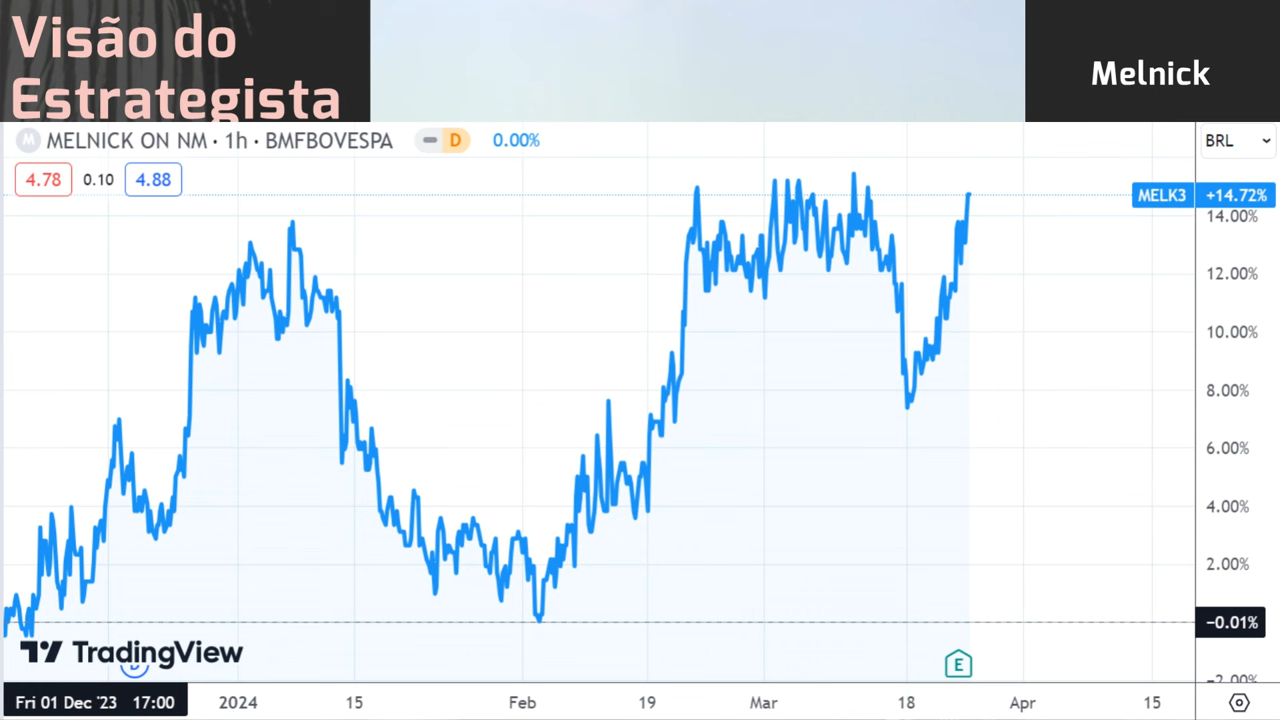 Visão do
Estrategista
Melnick
M MELNICK ON NM · 1h · BMFBOVESPA D 0.00% BRL
4.78 0.10 4.88
MELK3 +14.72%
14.00%
12.00%
10.00%
8.00%
6.00%
4.00%
2.00%
−0.01%
TradingView
D
E
−2.00%
Fri 01 Dec '23 17:00 2024 15 Feb 19 Mar 18 Apr 15